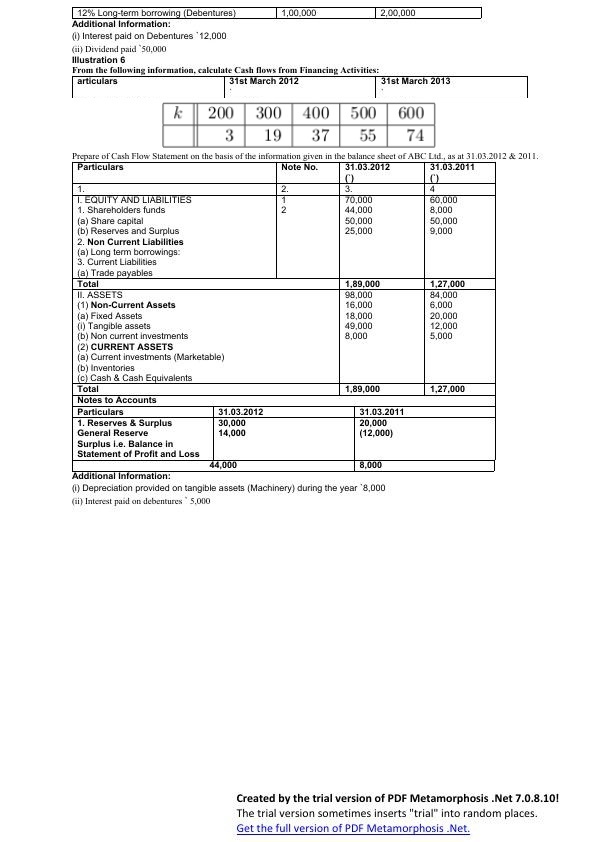 12% Long-term borrowing (Debentures) 1,00,000 2,00,000
Additional Information:
(i) Interest paid on Debentures `12,000
(ii) Dividend paid `50,000
Illustration 6
From the following information, calculate Cash flows from Financing Activities:
articulars 31st March 2012 31st March 2013
k 200 300 400 500 600
3 19 37 55 74
Prepare of Cash Flow Statement on the basis of the information given in the balance sheet of ABC Ltd., as at 31.03.2012 & 2011.
Particulars Note No. 31.03.2012 31.03.2011
(`) (`)
1. 2. 3. 4
I. EQUITY AND LIABILITIES 1 70,000 60,000
1. Shareholders funds 2 44,000 8,000
(a) Share capital 50,000 50,000
(b) Reserves and Surplus 25,000 9,000
2. Non Current Liabilities
(a) Long term borrowings:
3. Current Liabilities
(a) Trade payables
Total 1,89,000 1,27,000
II. ASSETS 98,000 84,000
(1) Non-Current Assets 16,000 6,000
(a) Fixed Assets 18,000 20,000
(i) Tangible assets 49,000 12,000
(b) Non current investments 8,000 5,000
(2) CURRENT ASSETS
(a) Current investments (Marketable)
(b) Inventories
(c) Cash & Cash Equivalents
Total 1,89,000 1,27,000
Notes to Accounts
Particulars 31.03.2012 31.03.2011
1. Reserves & Surplus 30,000 20,000
General Reserve 14,000 (12,000)
Surplus i.e. Balance in
Statement of Profit and Loss
44,000 8,000
Additional Information:
(i) Depreciation provided on tangible assets (Machinery) during the year `8,000
(ii) Interest paid on debentures ` 5,000
Created by the trial version of PDF Metamorphosis .Net 7.0.8.10!
The trial version sometimes inserts "trial" into random places.
Get the full version of PDF Metamorphosis .Net.